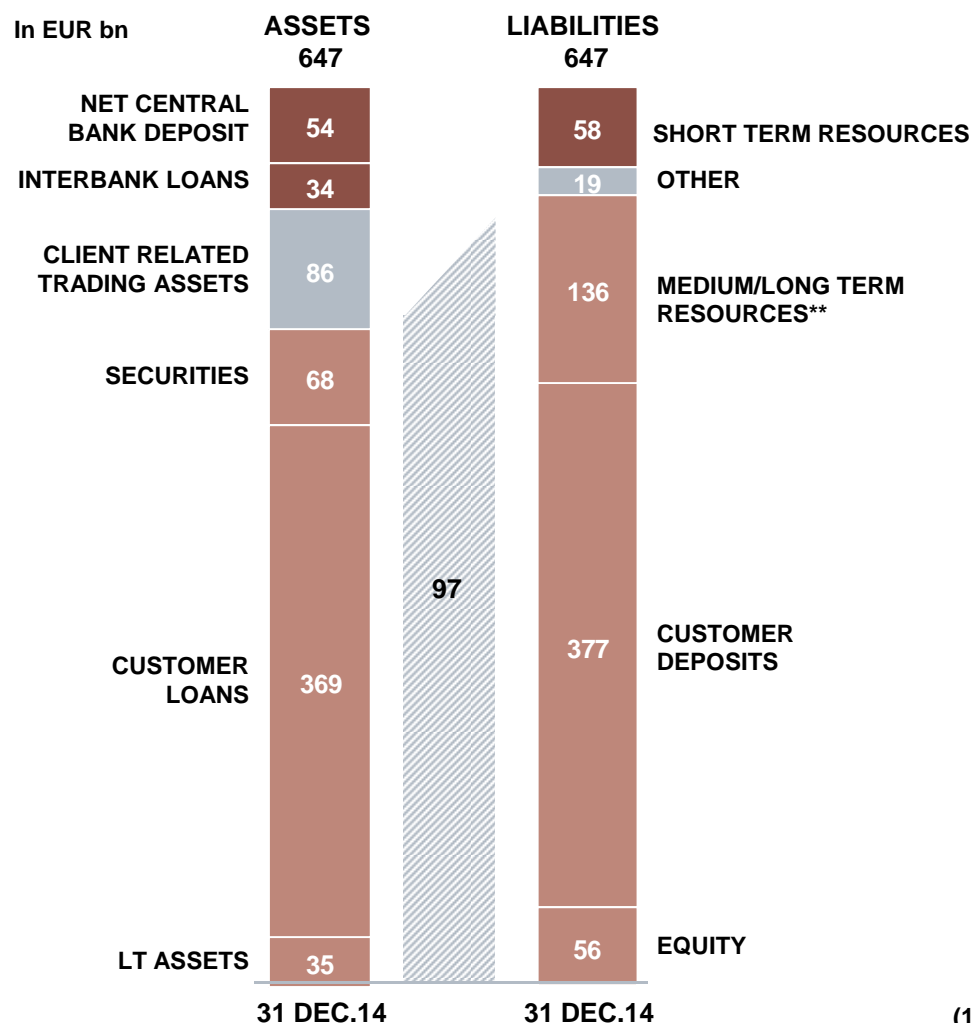 In EUR bn
ASSETS
647
LIABILITIES
647
NET CENTRAL
BANK DEPOSIT
54
58
SHORT TERM RESOURCES
INTERBANK LOANS
34
19
OTHER
CLIENT RELATED
TRADING ASSETS
86
136
MEDIUM/LONG TERM
RESOURCES**
SECURITIES
68
97
CUSTOMER
LOANS
369
377
CUSTOMER
DEPOSITS
LT ASSETS
35
56
EQUITY
31 DEC.14
31 DEC.14
(1